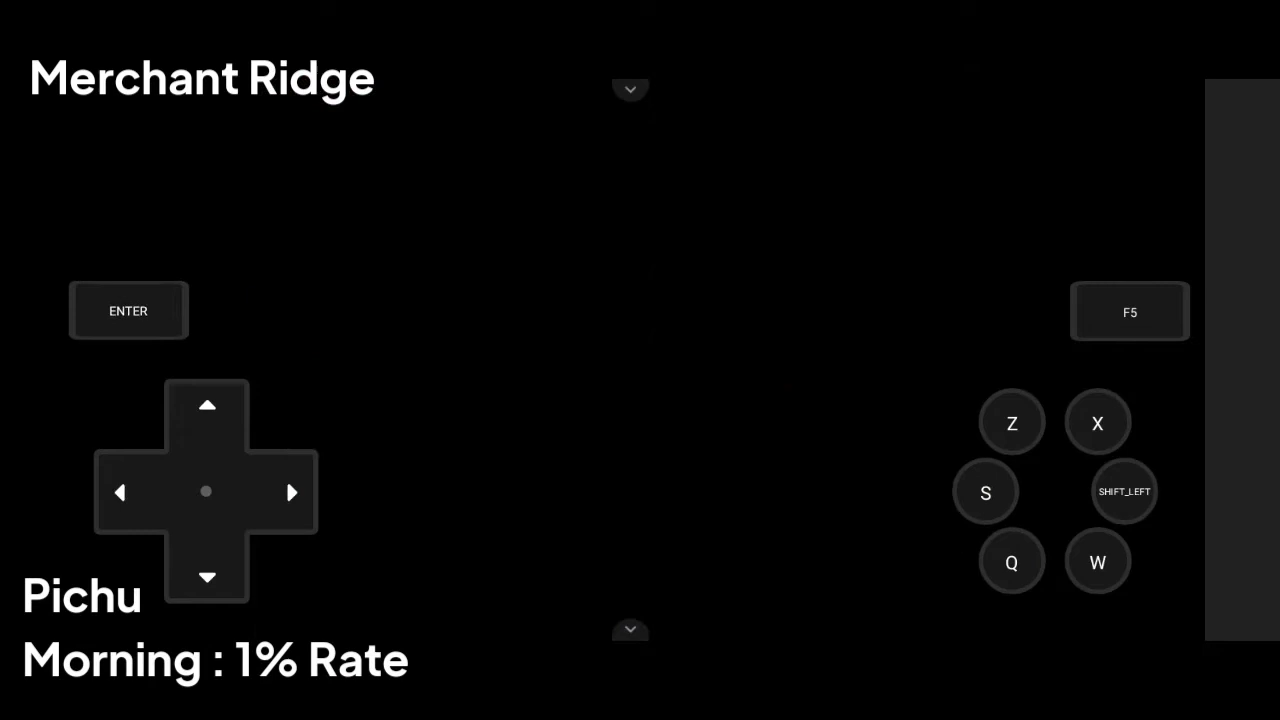 Merchant Ridge
ENTER
F5
Z
X
S
SHIFT_LEFT
Q
W
Pichu
Morning : 1% Rate